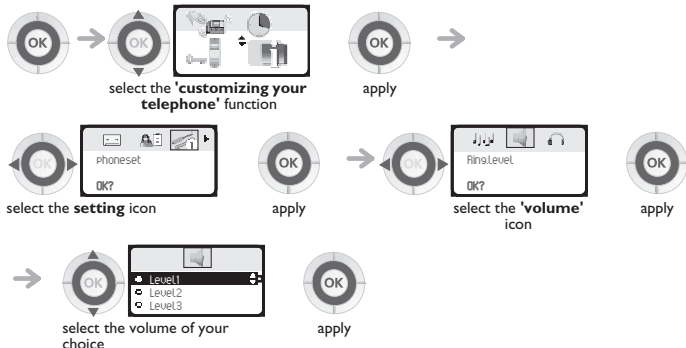 OK
OK
OK
select the 'customizing your
telephone' function
apply
OK
phoneset
OK?
OK
OK
Ring.level
OK?
OK
select the setting icon
apply
select the 'volume'
icon
apply
OK
Level1
Level2
Level3
OK
select the volume of your
choice
apply